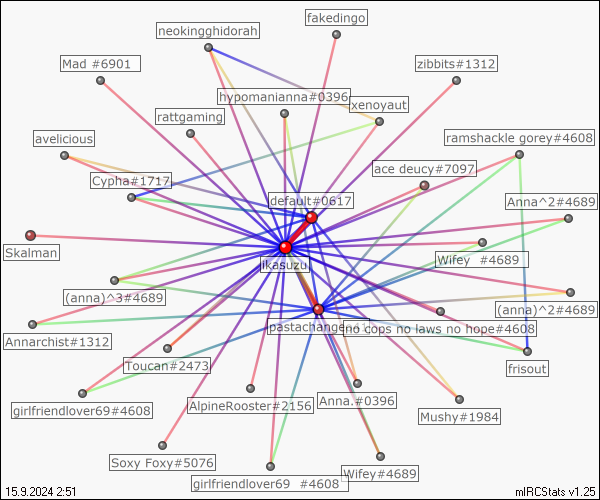 fakedingo
neokingghidorah
Mad #6901
zibbits#1312
hypomanianna#0396
xenoyaut
rattgaming
avelicious
ramshackle gorey#4608
ace deucy#7097
Cypha#1717
default#0617
Anna^2#4689
Skalman
Wifey #4689
ikasuzu
(anna)^3#4689
(anna)^2#4689
pastachange
no cops no laws no hope#4608
Annarchist#1312
Toucan#2473
frisout
girlfriendlover69#4608
AlpineRooster#2156
Anna.#0396
Mushy#1984
Soxy Foxy#5076
Wifey#4689
girlfriendlover69 #4608
15.9.2024 2:51
mIRCStats v1.25